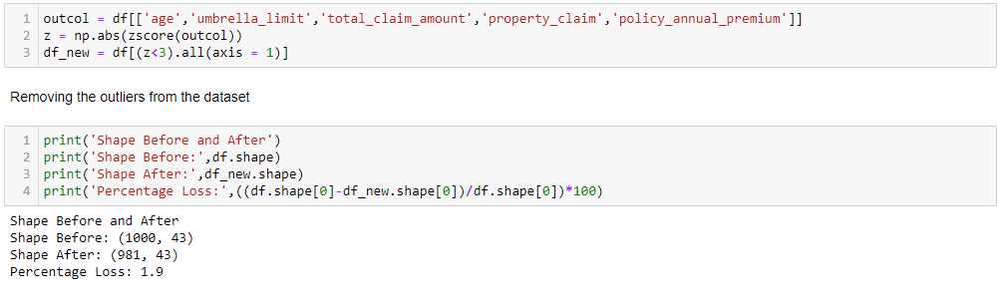 1 outcol = df[['age','umbrella_limit','total_claim_amount','property_claim','policy_annual_premium']]
2 z = np.abs(zscore(outcol))
3 df_new = df[(z<3).all(axis = 1)]
Removing the outliers from the dataset
1 print('Shape Before and After')
2 print('Shape Before:',df.shape)
3 print('Shape After:',df_new.shape)
4 print('Percentage Loss:',((df.shape[0]-df_new.shape[0])/df.shape[0])*100)
Shape Before and After
Shape Before: (1000, 43)
Shape After: (981, 43)
Percentage Loss: 1.9